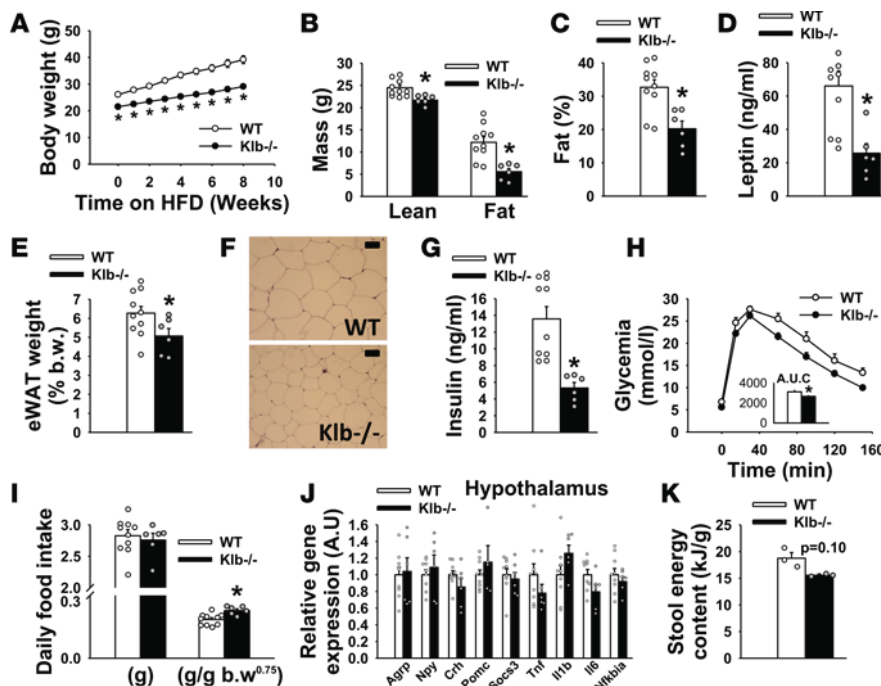 A
Body weight (g)
50
40
30
20
10
0
* * * * * * * * *
WT
Klb-/-
0 2 4 6 8 10
Time on HFD (Weeks)
B
WT
Klb-/-
Mass (g)
30
25
20
15
10
5
0
*
*
Lean Fat
C
WT
Klb-/-
Fat (%)
50
40
30
20
10
0
*
D
WT
Klb-/-
Leptin (ng/ml)
100
80
60
40
20
0
*
E
WT
Klb-/-
eWAT weight
(% b.w.)
10
8
6
4
2
0
*
F
WT
Klb-/-
G
WT
Klb-/-
Insulin (ng/ml)
18
16
14
12
10
8
6
4
2
0
*
H
WT
Klb-/-
Glycemia
(mmol/l)
30
25
20
15
10
5
0
A.U.C
4000
2000
0
*
0 40 80 120 160
Time (min)
I
WT
Klb-/-
Daily food intake
3.0
2.5
2.0
0.3
0.0
*
(g) (g/g b.w0.75)
J
WT
Klb-/-
Hypothalamus
Relative gene
expression (A.U)
1.8
1.6
1.4
1.2
1.0
0.8
0.6
0.4
0.2
0.0
Agrp
Npy
Crh
Pomc
Socs3
Tnf
Il1b
Il6
Nfkbia
K
WT
Klb-/-
Stool energy
content (kJ/g)
25
20
15
10
5
0
p=0.10